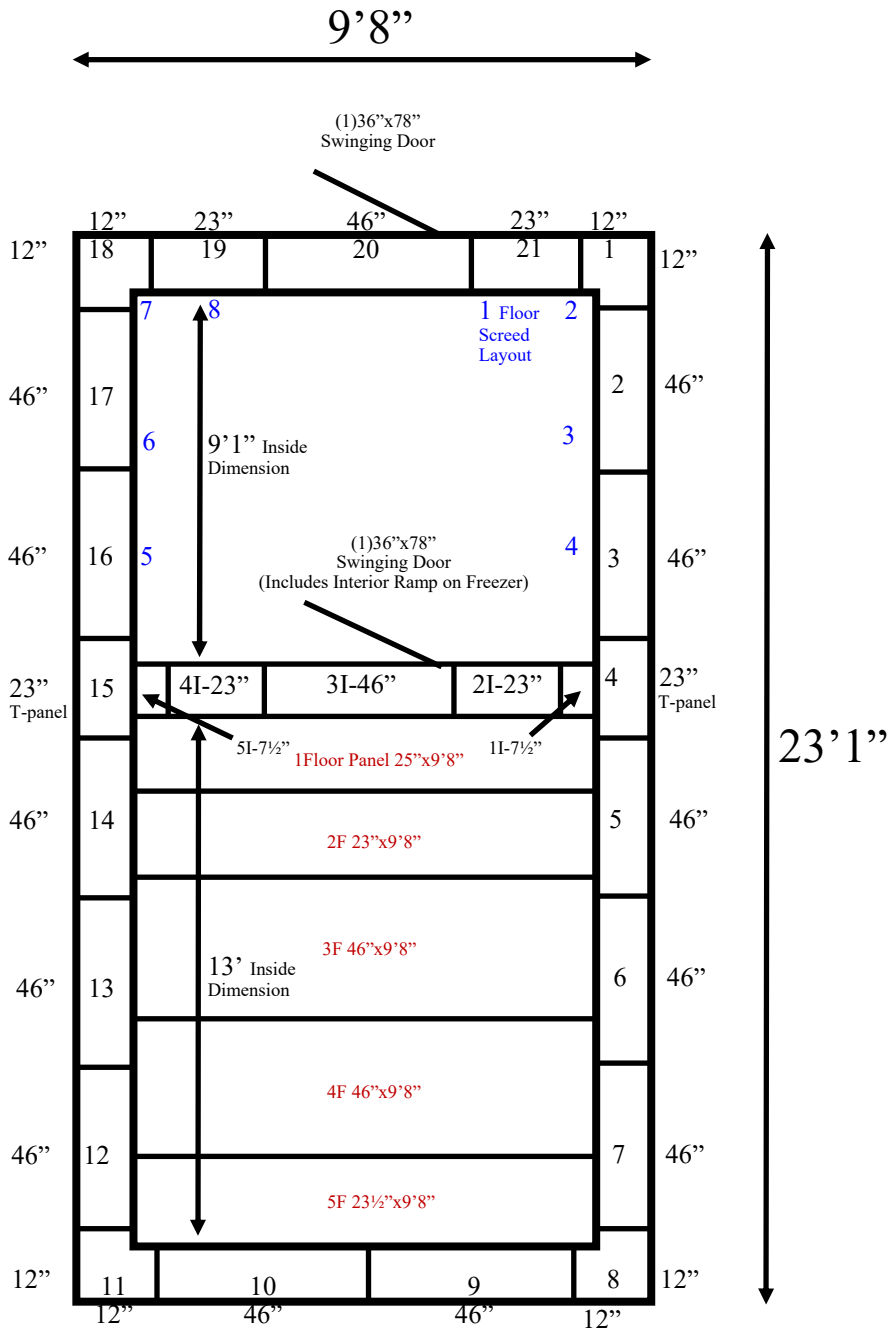 9’8”
(1)36”x78”
Swinging Door
12” 23” 46” 23” 12”
12” 18 19 20 21 1 12”
7 8 1 Floor 2
Screed
Layout
46” 17 2 46”
6 9’1” Inside 3
Dimension
(1)36”x78”
Swinging Door
(Includes Interior Ramp on Freezer)
46” 16 5 4 3 46”
23” 15 4I-23” 3I-46” 2I-23” 4 23”
T-panel T-panel
5I-7½” 1I-7½”
23’1”
1Floor Panel 25”x9’8”
46” 14 5 46”
2F 23”x9’8”
3F 46”x9’8”
46” 13 13’ Inside 6 46”
Dimension
4F 46”x9’8”
46” 12 7 46”
5F 23½”x9’8”
12” 11 10 9 8 12”
12” 46” 46” 12”